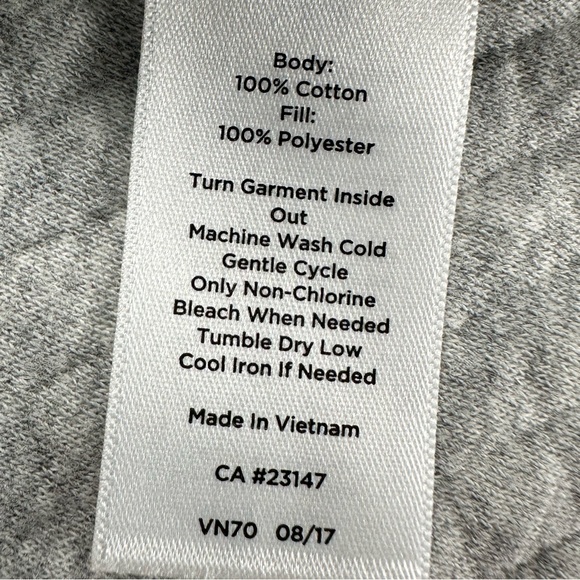 Body:
100% Cotton
Fill:
100% Polyester
Turn Garment Inside
Out
Machine Wash Cold
Gentle Cycle
Only Non-Chlorine
Bleach When Needed
Tumble Dry Low
Cool Iron If Needed
Made In Vietnam
CA #23147
VN70 08/17